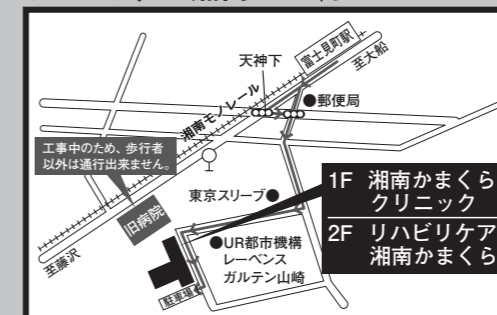 富士見町駅
至大船
天神下
郵便局
湘南モノレール
工事中のため、歩行者
以外は通行出来ません。
東京スリーブ
1F 湘南かまくら
クリニック
2F リハビリケア
湘南かまくら
旧病院
至藤沢
UR都市機構
レーベンス
ガルテン山崎
駐車場